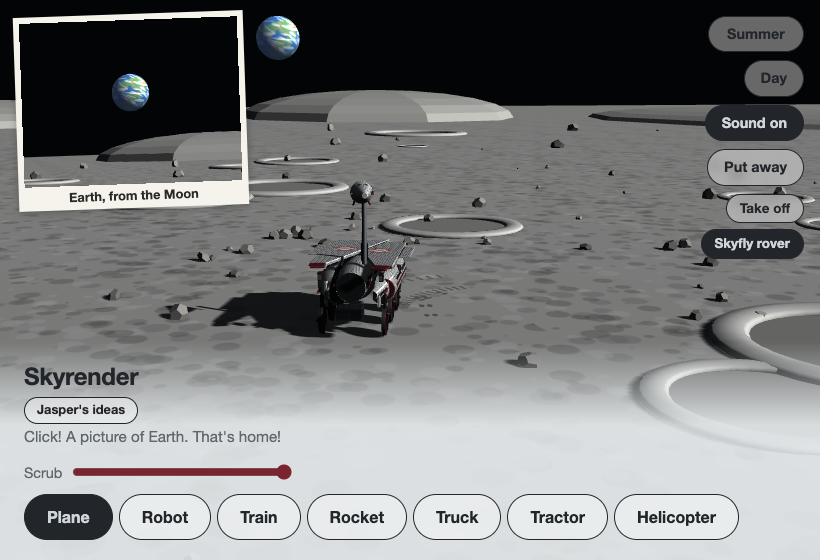 Earth, from the Moon
Summer
Day
Sound on
Put away
Take off
Skyfly rover
Skyrender
Jasper's ideas
Click! A picture of Earth. That's home!
Scrub
Plane
Robot
Train
Rocket
Truck
Tractor
Helicopter